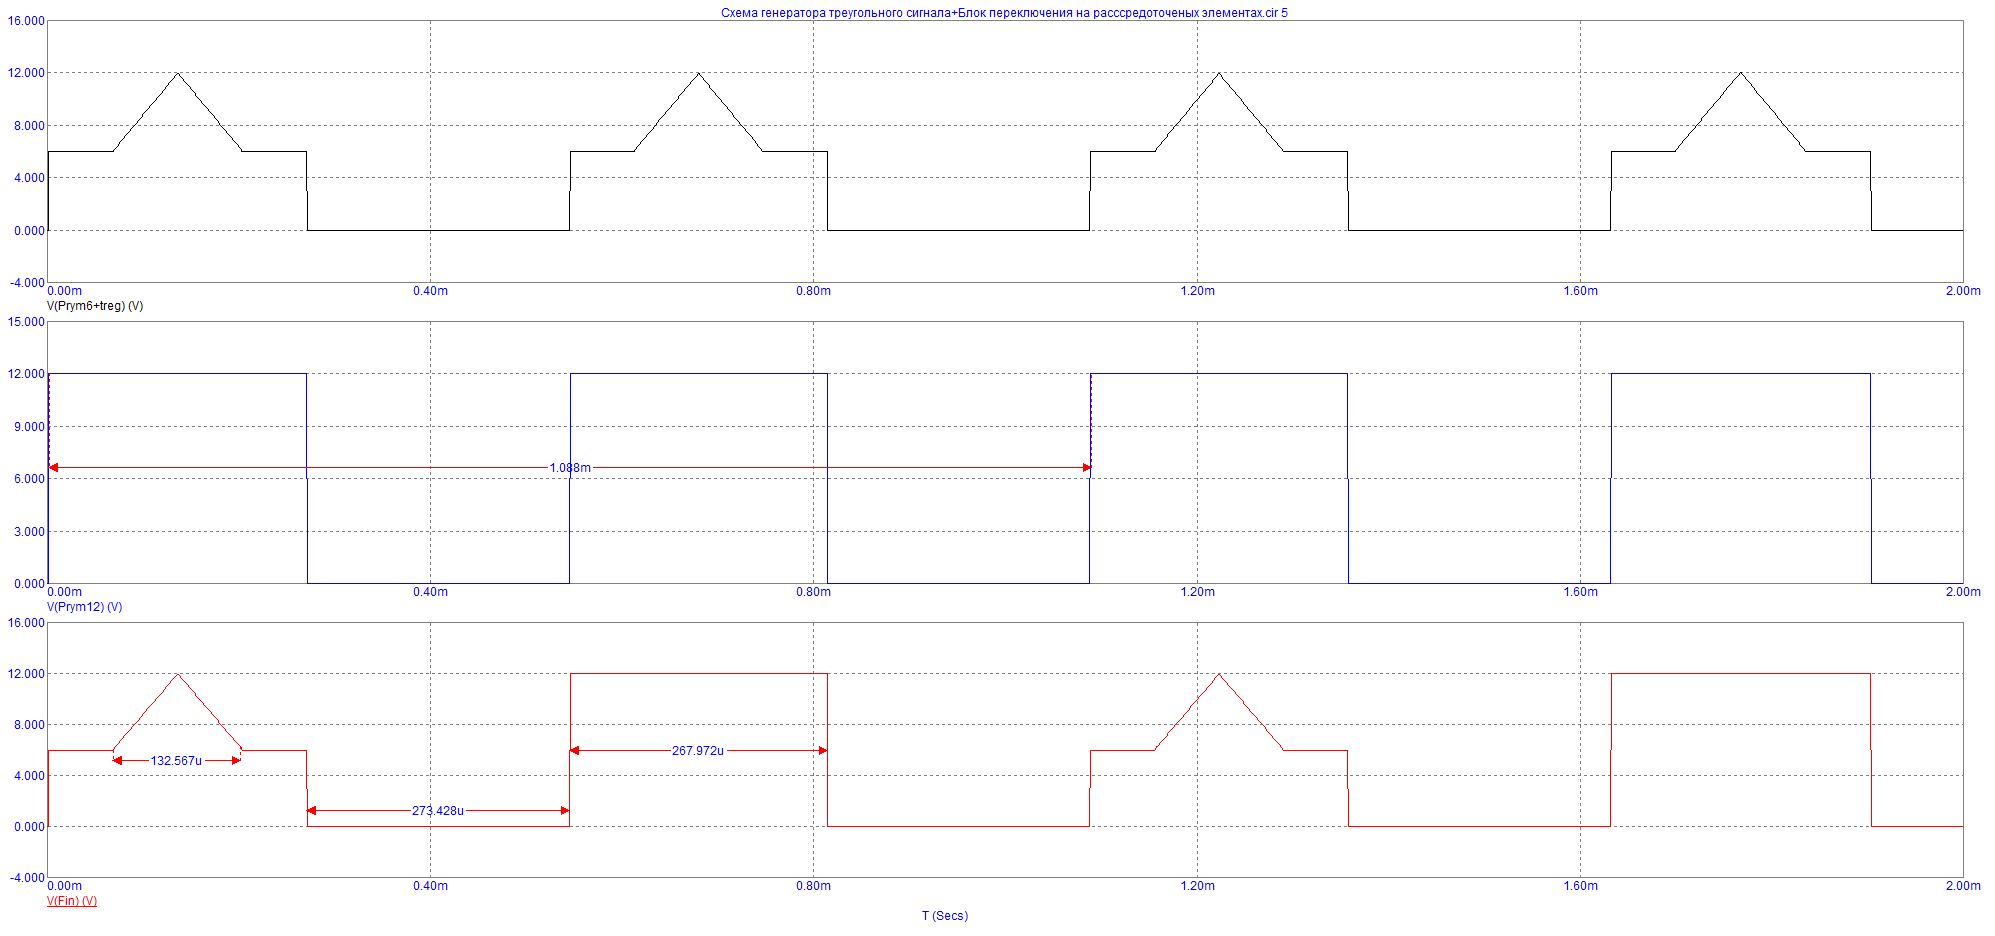 Схема генератора треугольного сигнала+Блок переключения на расссредоточеных элементах.cir 5
16.000
12.000
8.000
4.000
0.000
-4.000
0.00m 0.40m 0.80m 1.20m 1.60m 2.00m
V(Prym6+treg) (V)
15.000
12.000
9.000
1.088m
6.000
3.000
0.000
0.00m 0.40m 0.80m 1.20m 1.60m 2.00m
V(Prym12) (V)
16.000
12.000
8.000
267.972u
132.567u
4.000
273.428u
0.000
-4.000
0.00m 0.40m 0.80m 1.20m 1.60m 2.00m
V(Fin) (V)
T (Secs)